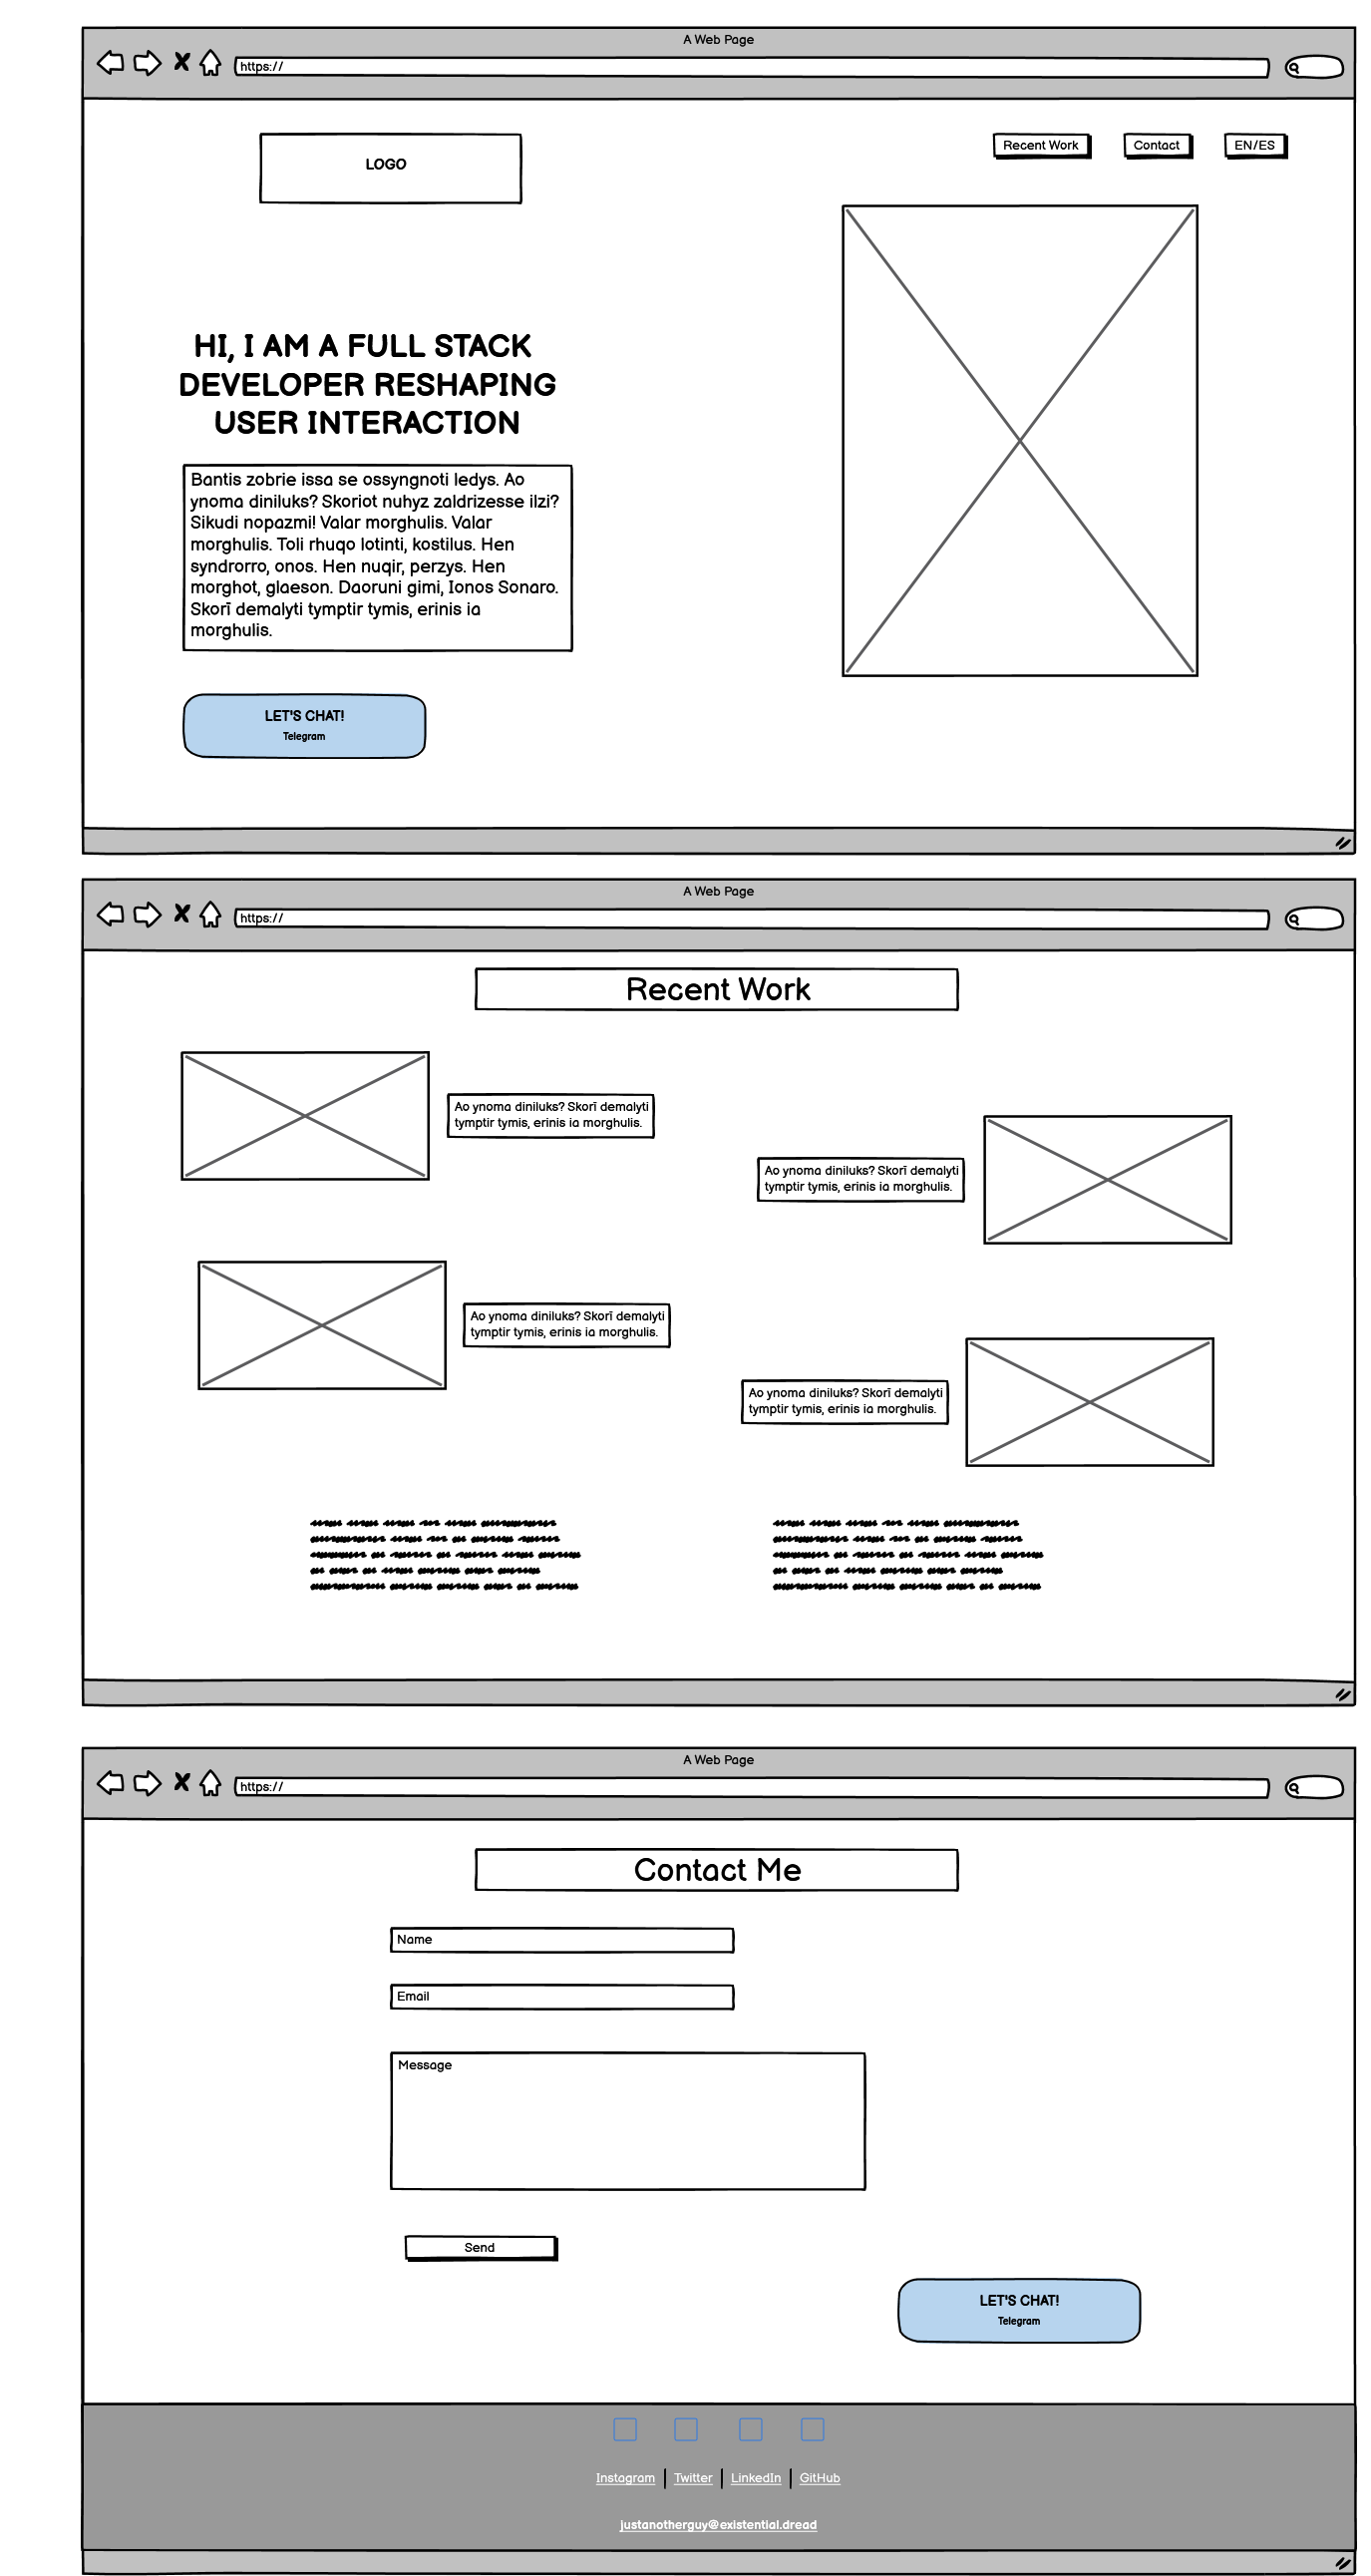 A Web Page
https://
LOGO
Recent Work
Contact
EN/ES
HI, I AM A FULL STACK
DEVELOPER RESHAPING
USER INTERACTION
Bantis zobrie issa se ossyngnoti ledys. Ao
ynoma diniluks? Skoriot nuhyz zaldrizesse ilzi?
Sikudi nopazmi! Valar morghulis. Valar
morghulis. Toli rhuqo lotinti, kostilus. Hen
syndrorro, onos. Hen nuqir, perzys. Hen
morghot, glaeson. Daoruni gimi, Ionos Sonaro.
Skorī demalyti tymptir tymis, erinis ia
morghulis.
LET'S CHAT!
Telegram
A Web Page
https://
Recent Work
Ao ynoma diniluks? Skorī demalyti
tymptir tymis, erinis ia morghulis.
Ao ynoma diniluks? Skorī demalyti
tymptir tymis, erinis ia morghulis.
Ao ynoma diniluks? Skorī demalyti
tymptir tymis, erinis ia morghulis.
Ao ynoma diniluks? Skorī demalyti
tymptir tymis, erinis ia morghulis.
A Web Page
https://
Contact Me
Name
Email
Message
Send
LET'S CHAT!
Telegram
Instagram
Twitter
LinkedIn
GitHub
justanotherguy@existential.dread